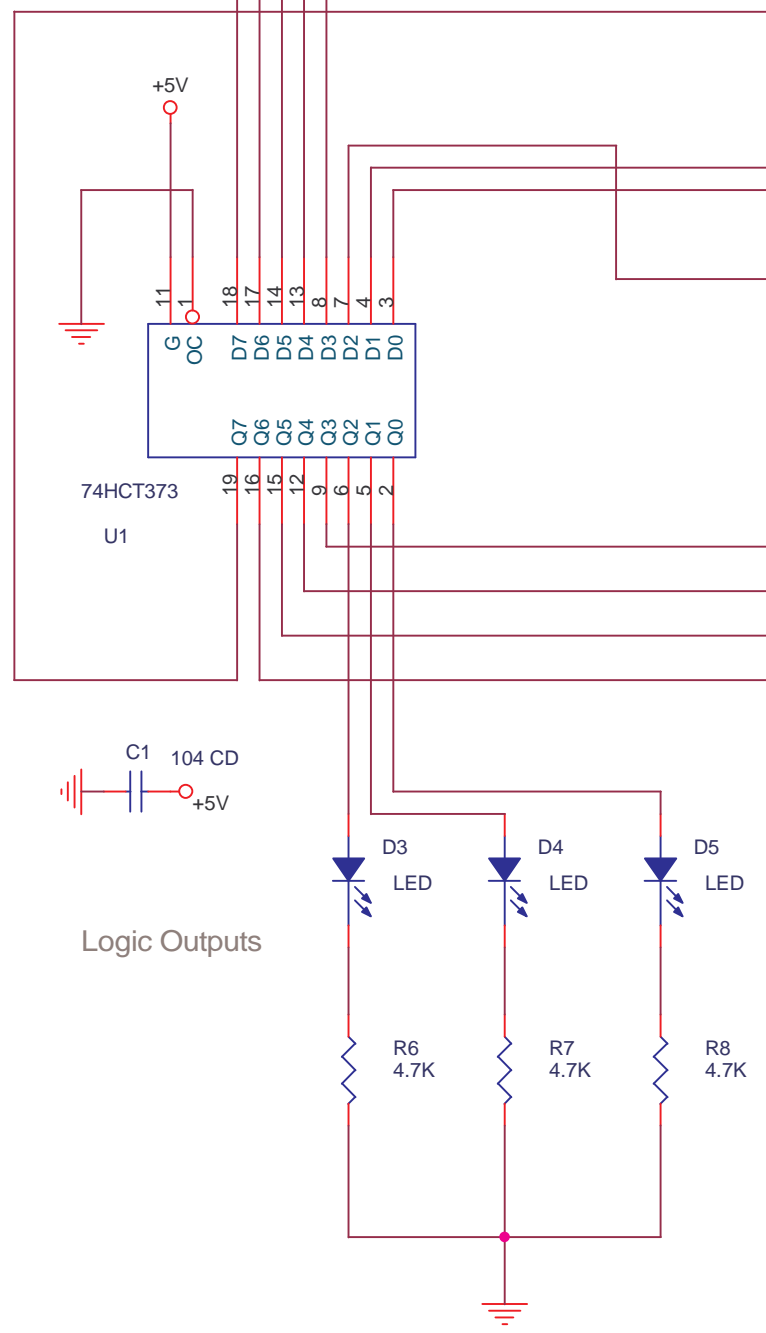 +5V
11 1 18 17 14 13 8 7 4 3
G OC D7 D6 D5 D4 D3 D2 D1 D0
Q7 Q6 Q5 Q4 Q3 Q2 Q1 Q0
19 16 15 12 9 6 5 2
74HCT373
U1
C1 104 CD
+5V
D3 D4 D5
LED LED LED
Logic Outputs
R6 R7 R8
4.7K 4.7K 4.7K